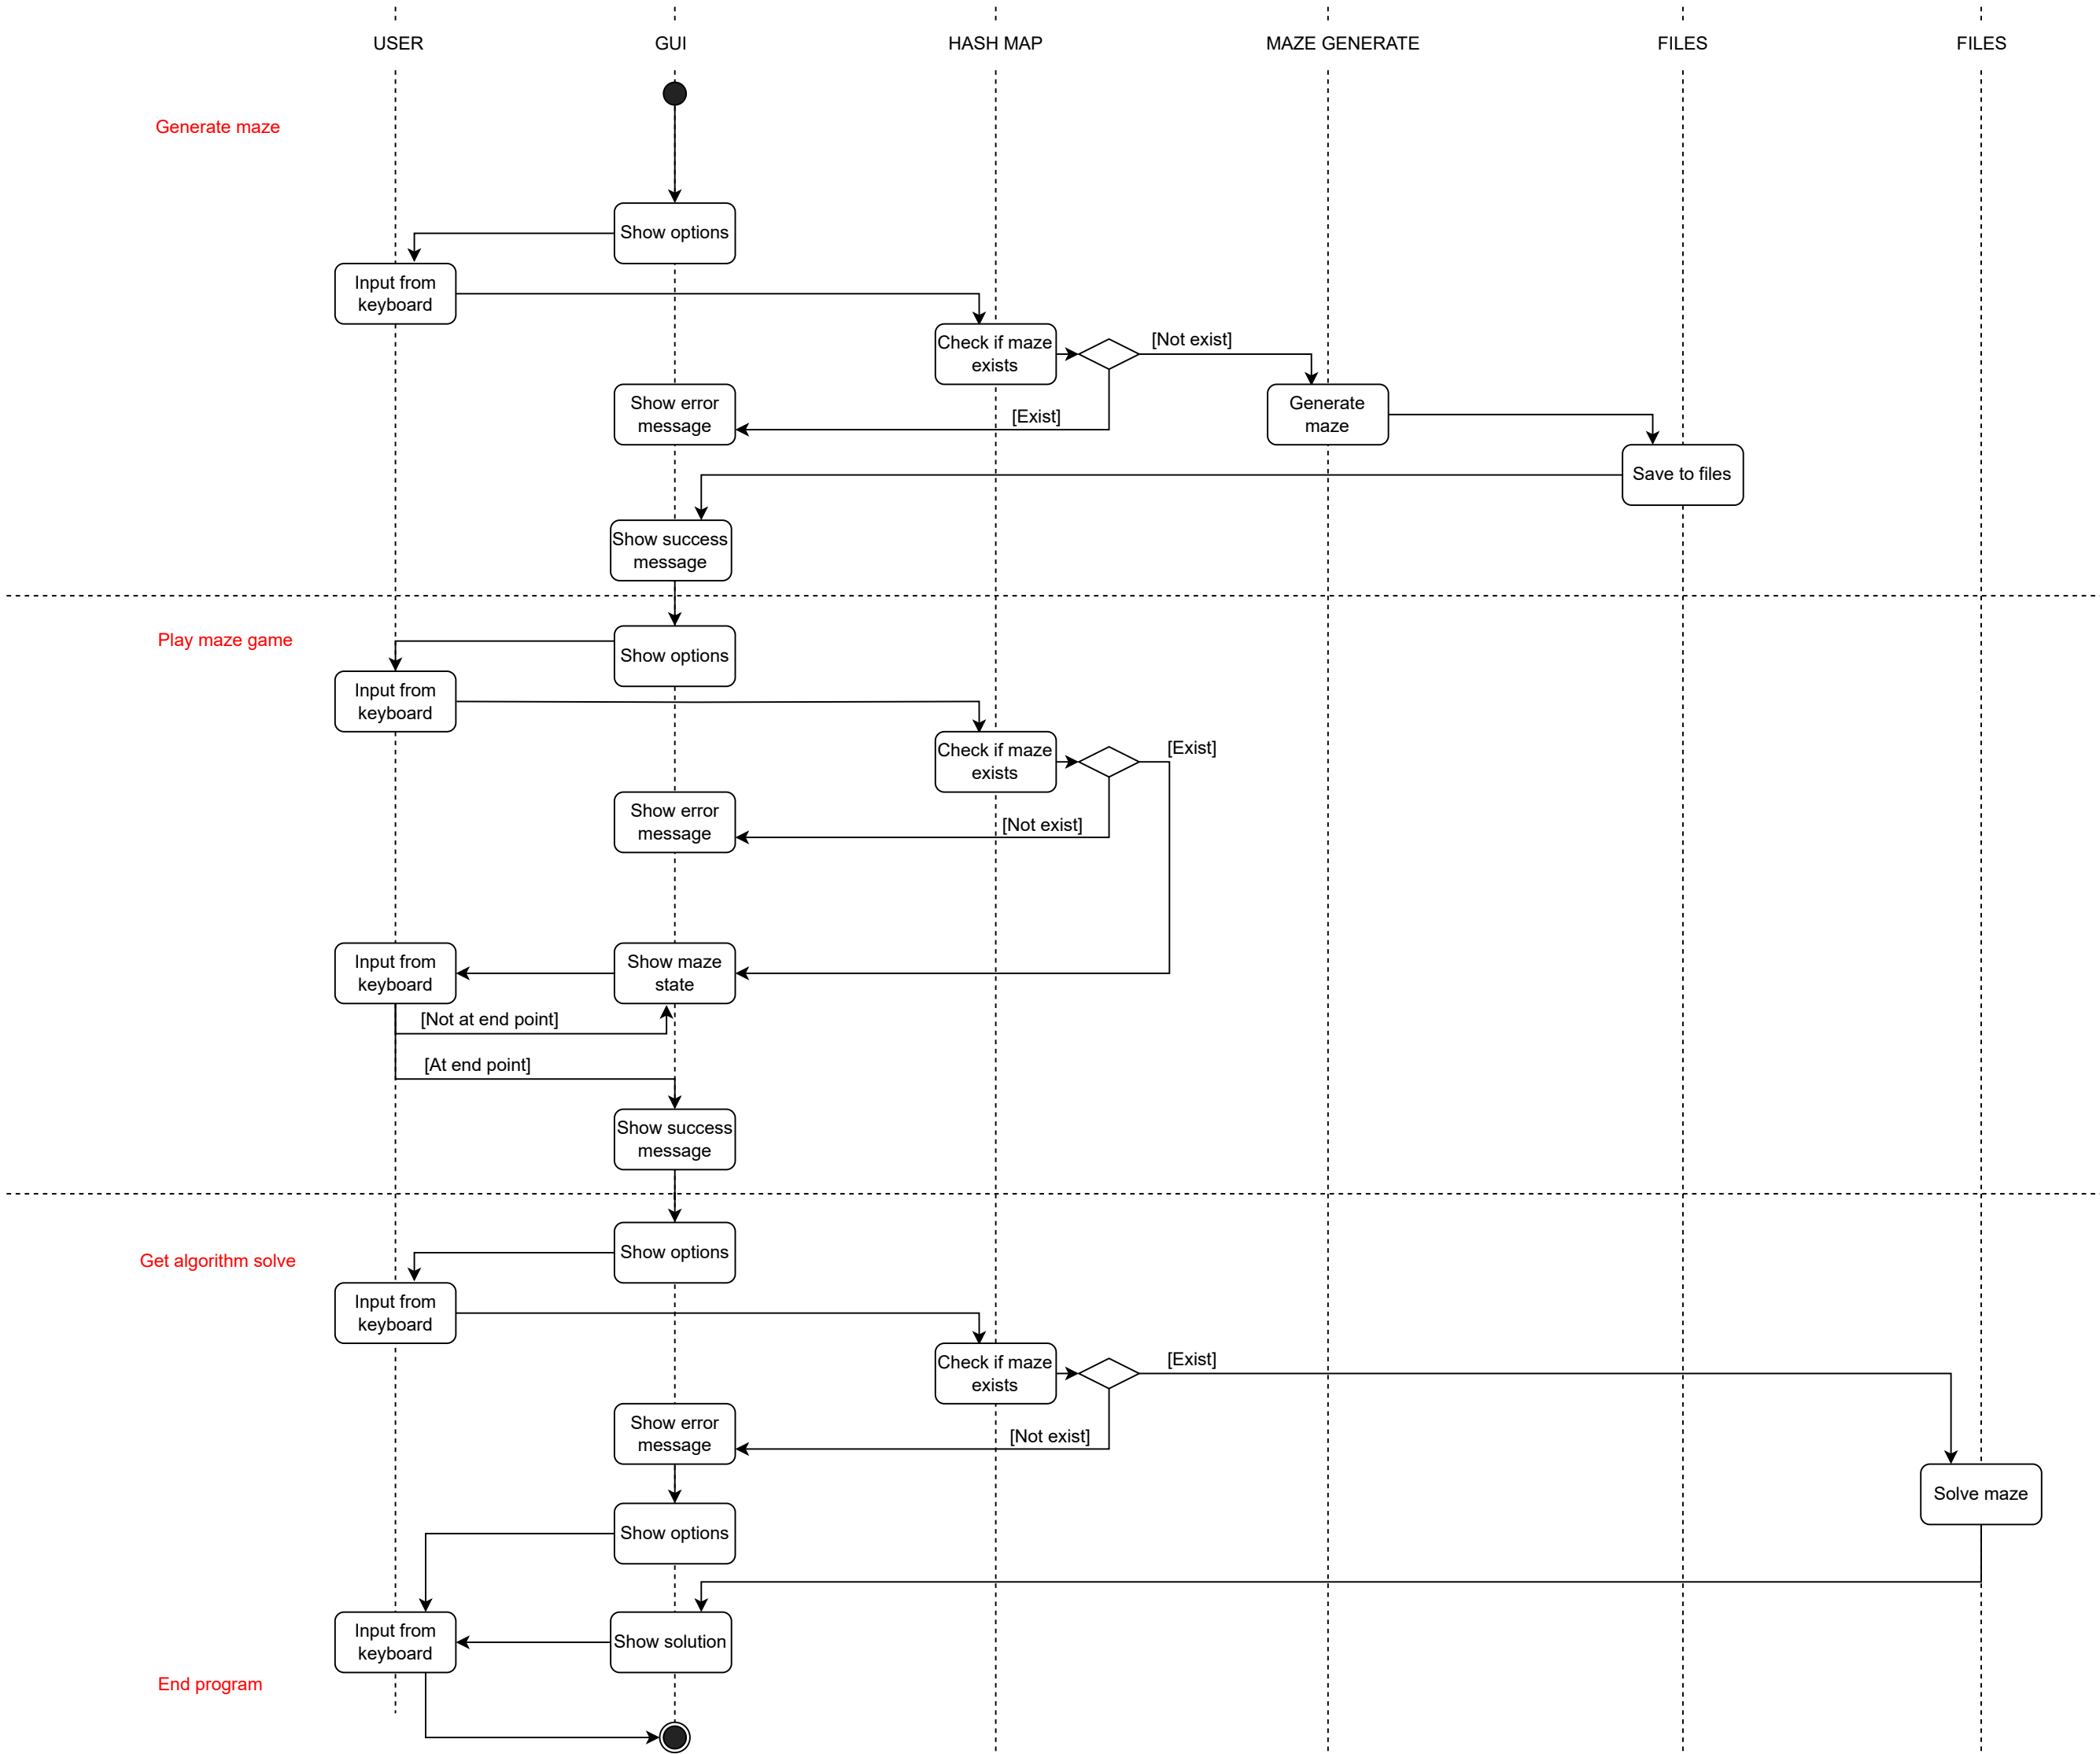 USER
GUI
HASH MAP
MAZE GENERATE
FILES
FILES
Generate maze
Show options
Input from
keyboard
Check if maze
exists
[Not exist]
Show error
message
[Exist]
Generate
maze
Save to files
Show success
message
Play maze game
Show options
Input from
keyboard
Check if maze
exists
[Exist]
Show error
message
[Not exist]
Input from
keyboard
Show maze
state
[Not at end point]
[At end point]
Show success
message
Get algorithm solve
Show options
Input from
keyboard
Check if maze
exists
[Exist]
Show error
message
[Not exist]
Solve maze
Show options
Input from
keyboard
Show solution
End program